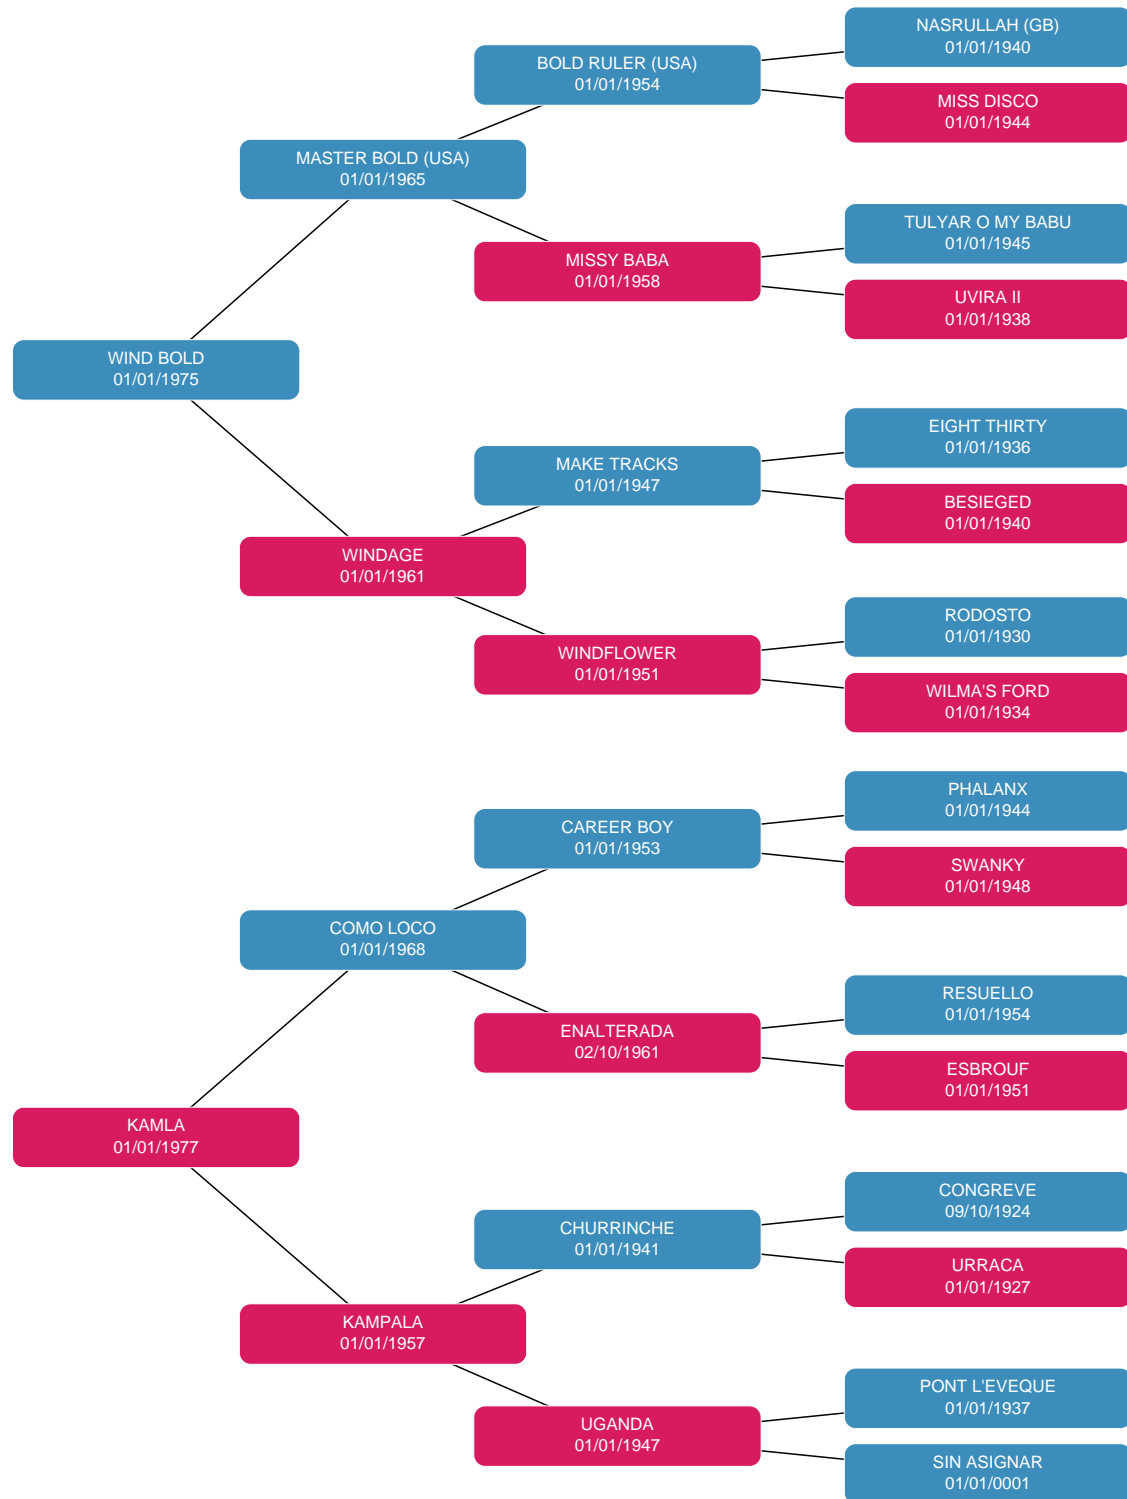 NASRULLAH (GB)
01/01/1940
BOLD RULER (USA)
01/01/1954
MISS DISCO
01/01/1944
MASTER BOLD (USA)
01/01/1965
TULYAR O MY BABU
01/01/1945
MISSY BABA
01/01/1958
UVIRA II
01/01/1938
WIND BOLD
01/01/1975
EIGHT THIRTY
01/01/1936
MAKE TRACKS
01/01/1947
BESIEGED
01/01/1940
WINDAGE
01/01/1961
RODOSTO
01/01/1930
WINDFLOWER
01/01/1951
WILMA'S FORD
01/01/1934
PHALANX
01/01/1944
CAREER BOY
01/01/1953
SWANKY
01/01/1948
COMO LOCO
01/01/1968
RESUELLO
01/01/1954
ENALTERADA
02/10/1961
ESBROUF
01/01/1951
KAMLA
01/01/1977
CONGREVE
09/10/1924
CHURRINCHE
01/01/1941
URRACA
01/01/1927
KAMPALA
01/01/1957
PONT L'EVEQUE
01/01/1937
UGANDA
01/01/1947
SIN ASIGNAR
01/01/0001